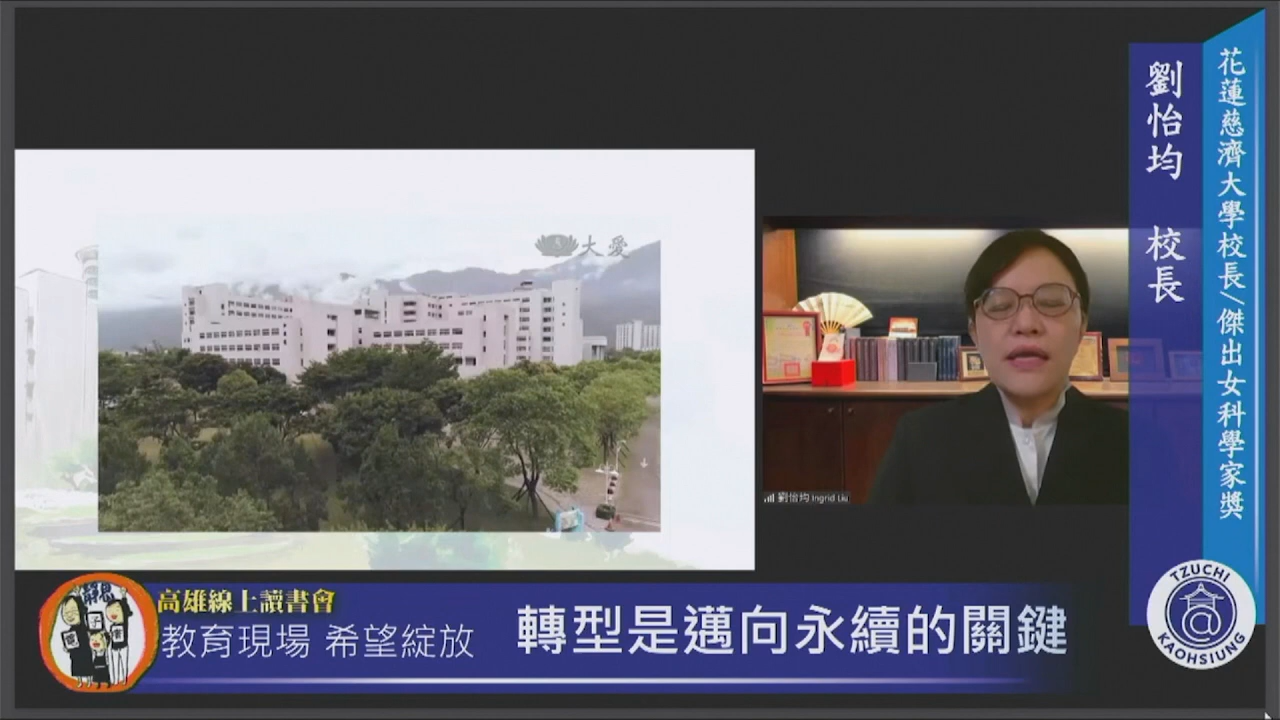 大愛
劉怡均 Ingrid Liu
劉怡均 校長
花蓮慈濟大學校長/傑出女科學家獎
高雄線上讀書會
教育現場 希望綻放
轉型是邁向永續的關鍵
TZUCHI
KAOHSIUNG